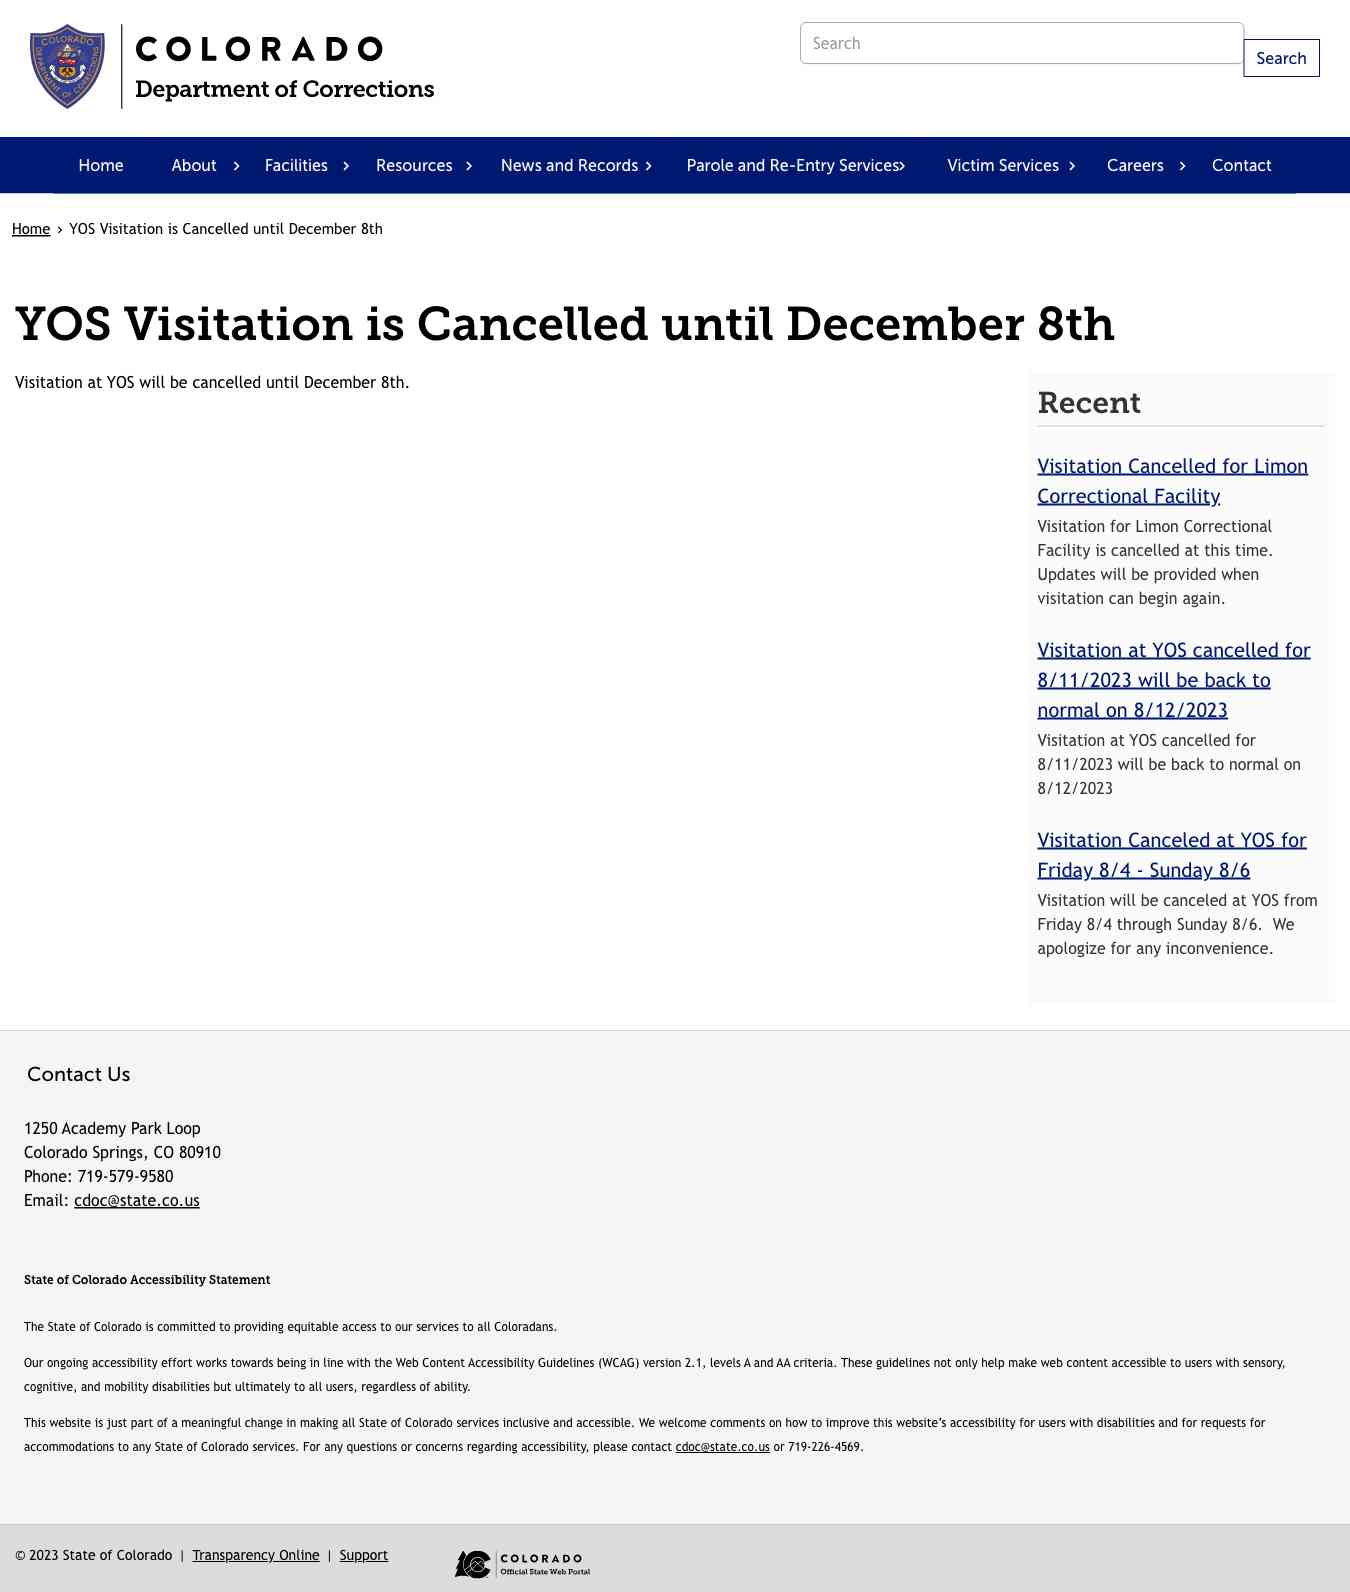 COLORADO
Department of Corrections
Search
Search
Home About Facilities Resources News and Records Parole and Re-Entry Services Victim Services Careers Contact
Home › YOS Visitation is Cancelled until December 8th
YOS Visitation is Cancelled until December 8th
Visitation at YOS will be cancelled until December 8th.
Recent
Visitation Cancelled for Limon
Correctional Facility
Visitation for Limon Correctional
Facility is cancelled at this time.
Updates will be provided when
visitation can begin again.
Visitation at YOS cancelled for
8/11/2023 will be back to
normal on 8/12/2023
Visitation at YOS cancelled for
8/11/2023 will be back to normal on
8/12/2023
Visitation Canceled at YOS for
Friday 8/4 - Sunday 8/6
Visitation will be canceled at YOS from
Friday 8/4 through Sunday 8/6.  We
apologize for any inconvenience.
Contact Us
1250 Academy Park Loop
Colorado Springs, CO 80910
Phone: 719-579-9580
Email: cdoc@state.co.us
State of Colorado Accessibility Statement
The State of Colorado is committed to providing equitable access to our services to all Coloradans.
Our ongoing accessibility effort works towards being in line with the Web Content Accessibility Guidelines (WCAG) version 2.1, levels A and AA criteria. These guidelines not only help make web content accessible to users with sensory,
cognitive, and mobility disabilities but ultimately to all users, regardless of ability.
This website is just part of a meaningful change in making all State of Colorado services inclusive and accessible. We welcome comments on how to improve this website's accessibility for users with disabilities and for requests for
accommodations to any State of Colorado services. For any questions or concerns regarding accessibility, please contact cdoc@state.co.us or 719-226-4569.
© 2023 State of Colorado | Transparency Online | Support
COLORADO
Official State Web Portal